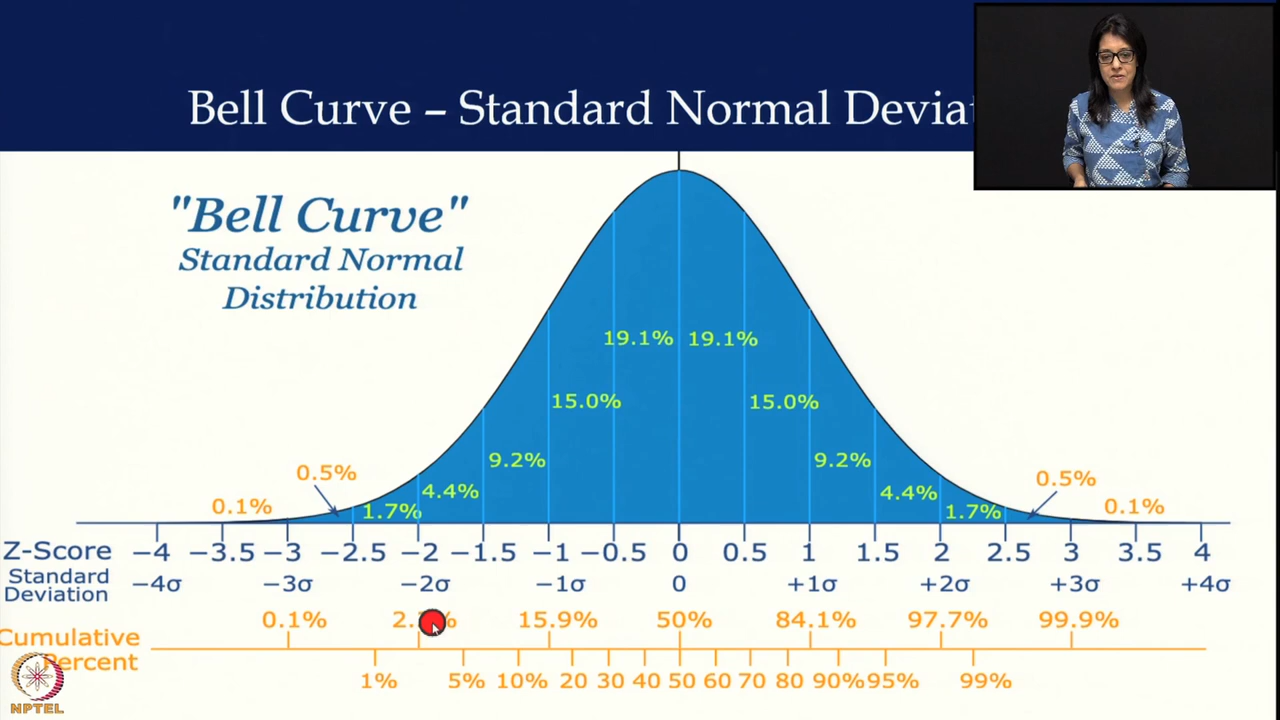 Bell Curve – Standard Normal
"Bell Curve"
Standard Normal
Distribution
19.1% 19.1%
15.0% 15.0%
9.2% 9.2%
0.5% 0.5%
4.4% 4.4%
0.1% 1.7% 1.7% 0.1%
Z-Score −4 −3.5 −3 −2.5 −2 −1.5 −1 −0.5 0 0.5 1 1.5 2 2.5 3 3.5 4
Standard
Deviation −4σ −3σ −2σ −1σ 0 +1σ +2σ +3σ +4σ
0.1% 15.9% 50% 84.1% 97.7% 99.9%
Cumulative
Percent 1% 5% 10% 20 30 40 50 60 70 80 90% 95% 99%
NPTEL